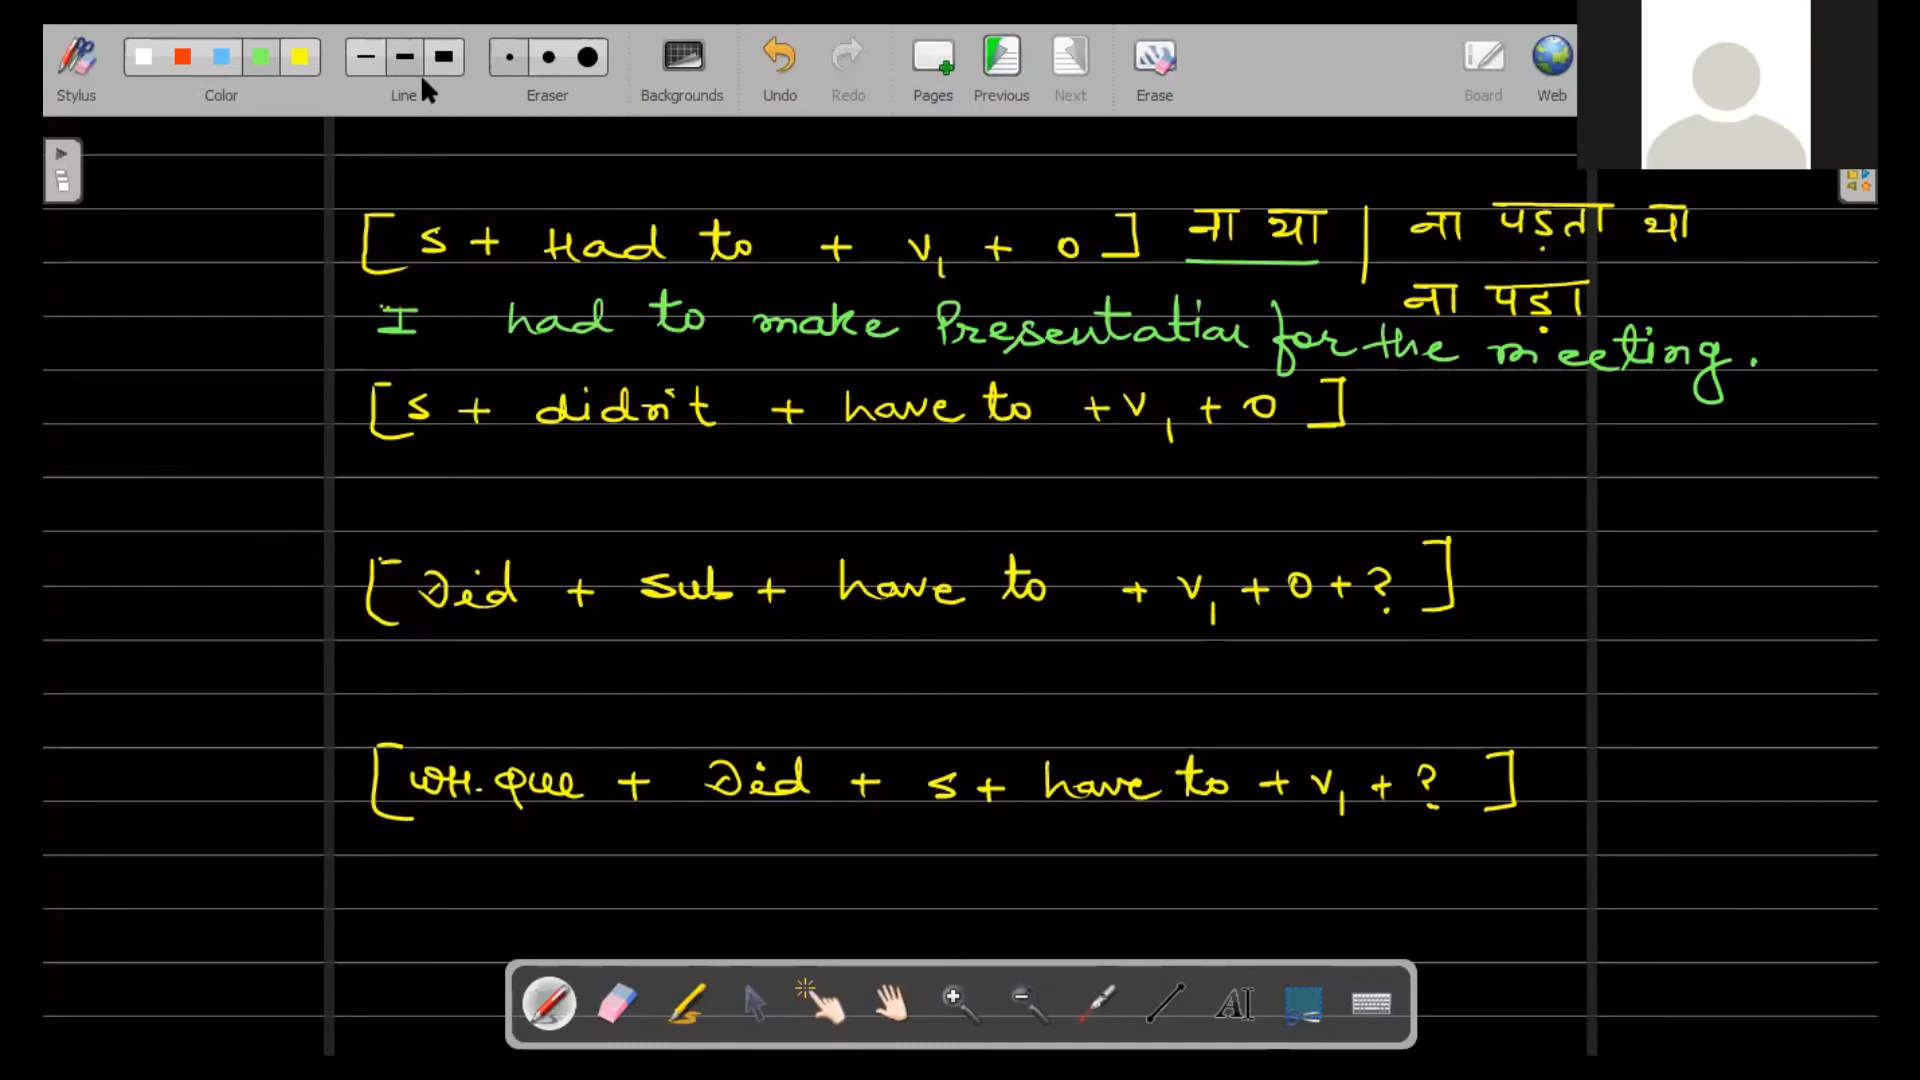 Stylus Color Line Eraser Backgrounds Undo Redo Pages Previous Next Erase Board Web
[ S + Had to + V1 + O ] ना था | ना पड़ता था
ना पड़ा
I had to make Presentation for the meeting.
[ S + didn't + have to + V1 + O ]
[ Did + Sub + have to + V1 + O + ? ]
[ WH. Que + Did + S + have to + V1 + ? ]
AI